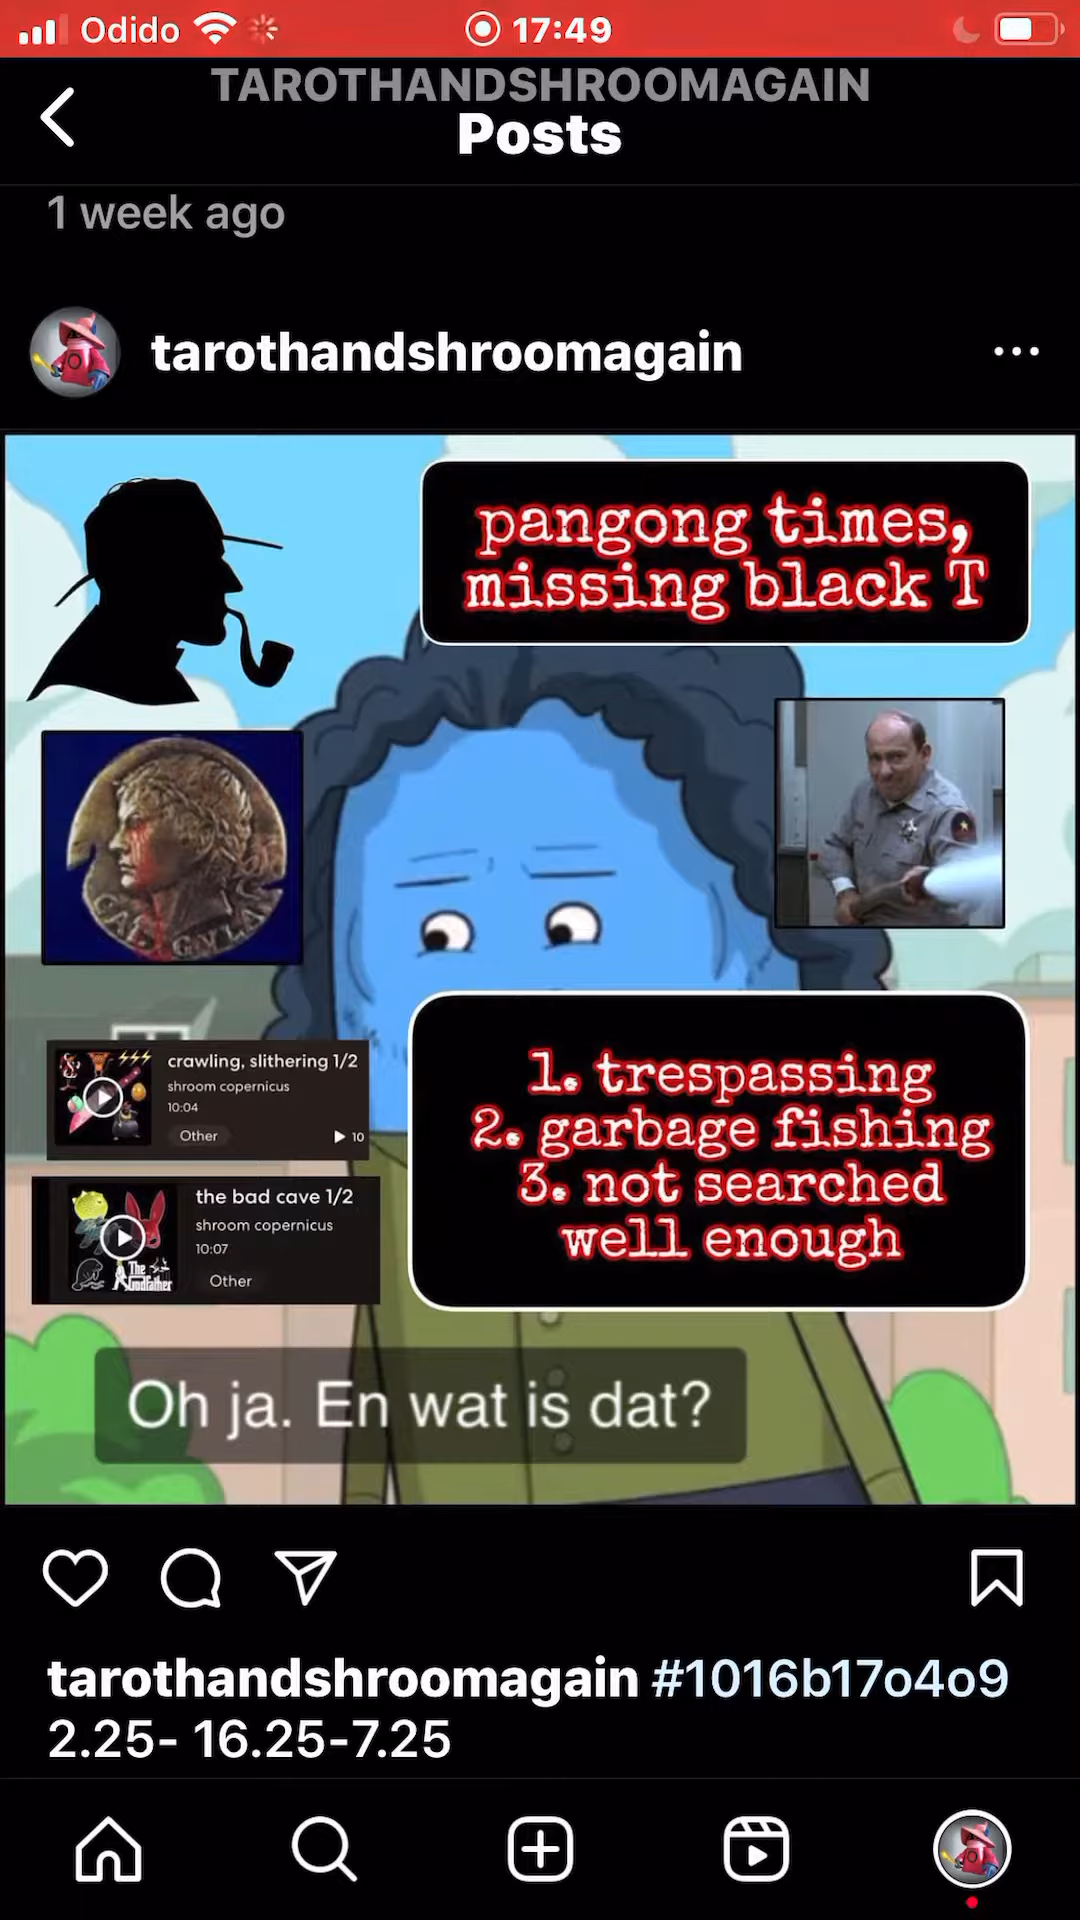 Odido
17:49
TAROTHANDSHROOMAGAIN
Posts
1 week ago
tarothandshroomagain
pangong times,
missing black T
crawling, slithering 1/2
shroom copernicus
10:04
Other
10
the bad cave 1/2
shroom copernicus
10:07
Other
The
Godfather
1. trespassing
2. garbage fishing
3. not searched
well enough
Oh ja. En wat is dat?
tarothandshroomagain #1016b17o4o9
2.25- 16.25-7.25